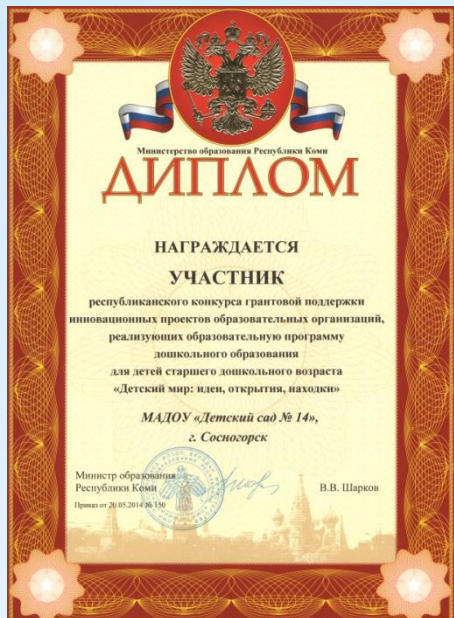 Министерство образования Республики Коми
ДИПЛОМ
НАГРАЖДАЕТСЯ
УЧАСТНИК
республиканского конкурса грантовой поддержки
инновационных проектов образовательных организаций,
реализующих образовательную программу
дошкольного образования
для детей старшего дошкольного возраста
«Детский мир: идеи, открытия, находки»
МАДОУ «Детский сад № 14»,
г. Сосногорск
Министр образования
Республики Коми
В.В. Шарков
Приказ от 20.05.2014 № 150